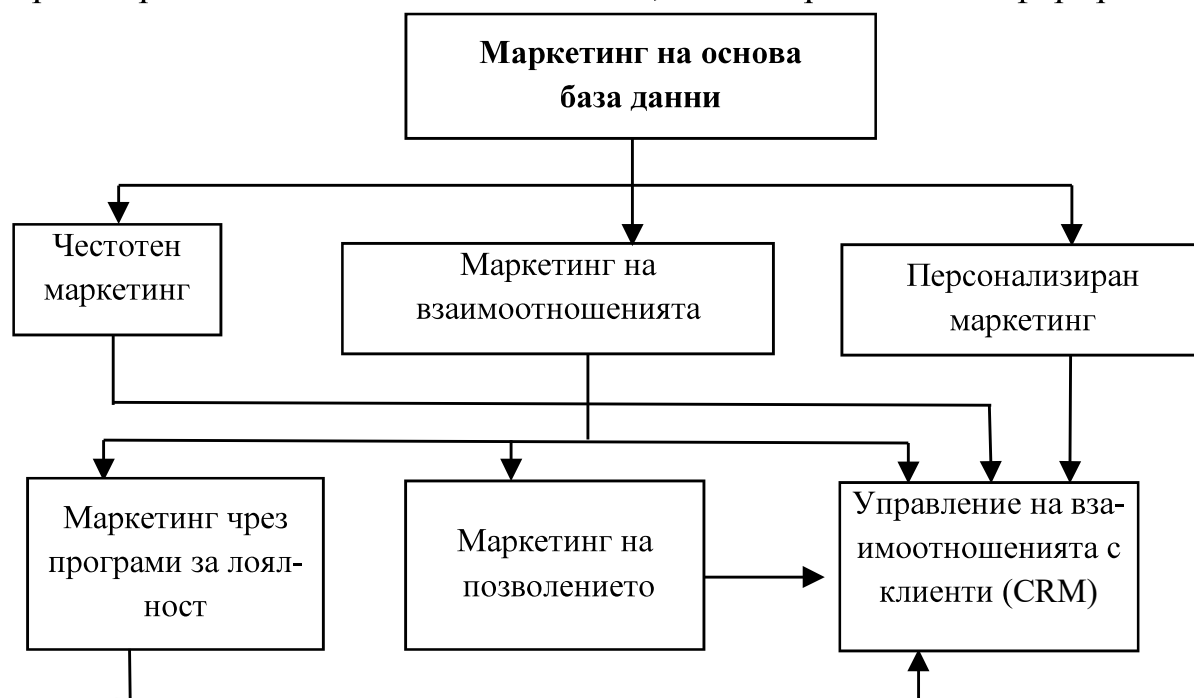 Маркетинг на основа
база данни
Честотен
маркетинг
Маркетинг на
взаимоотношенията
Персонализиран
маркетинг
Маркетинг чрез
програми за лоял-
ност
Маркетинг на
позволението
Управление на вза-
имоотношенията с
клиенти (CRM)